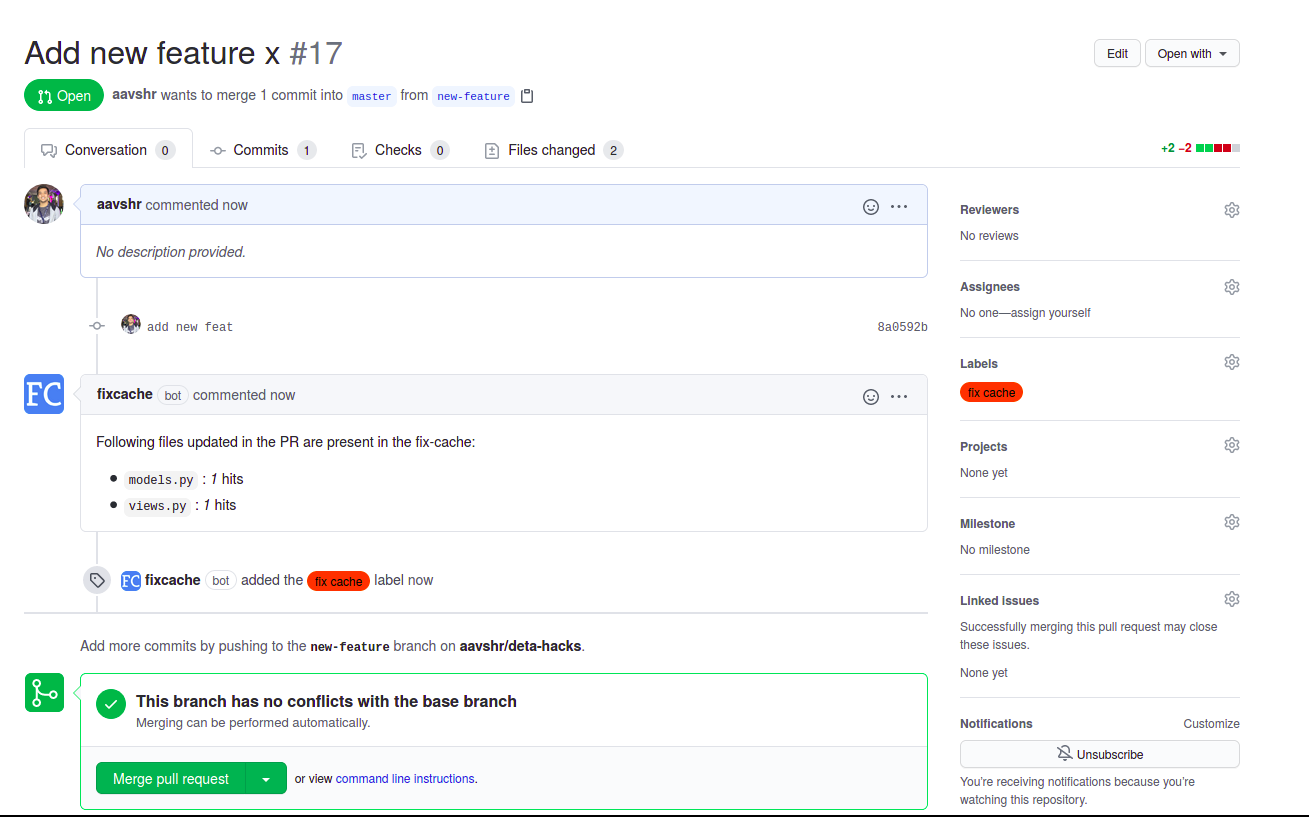 Add new feature x #17
Edit
Open with
Open
aavshr wants to merge 1 commit into master from new-feature
Conversation 0
Commits 1
Checks 0
Files changed 2
+2 −2
aavshr commented now
No description provided.
add new feat
8a0592b
FC
fixcache bot commented now
Following files updated in the PR are present in the fix-cache:
models.py : 1 hits
views.py : 1 hits
FC fixcache bot added the fix cache label now
Add more commits by pushing to the new-feature branch on aavshr/deta-hacks.
This branch has no conflicts with the base branch
Merging can be performed automatically.
Merge pull request
or view command line instructions.
Reviewers
No reviews
Assignees
No one—assign yourself
Labels
fix cache
Projects
None yet
Milestone
No milestone
Linked issues
Successfully merging this pull request may close
these issues.
None yet
Notifications
Customize
Unsubscribe
You're receiving notifications because you're
watching this repository.